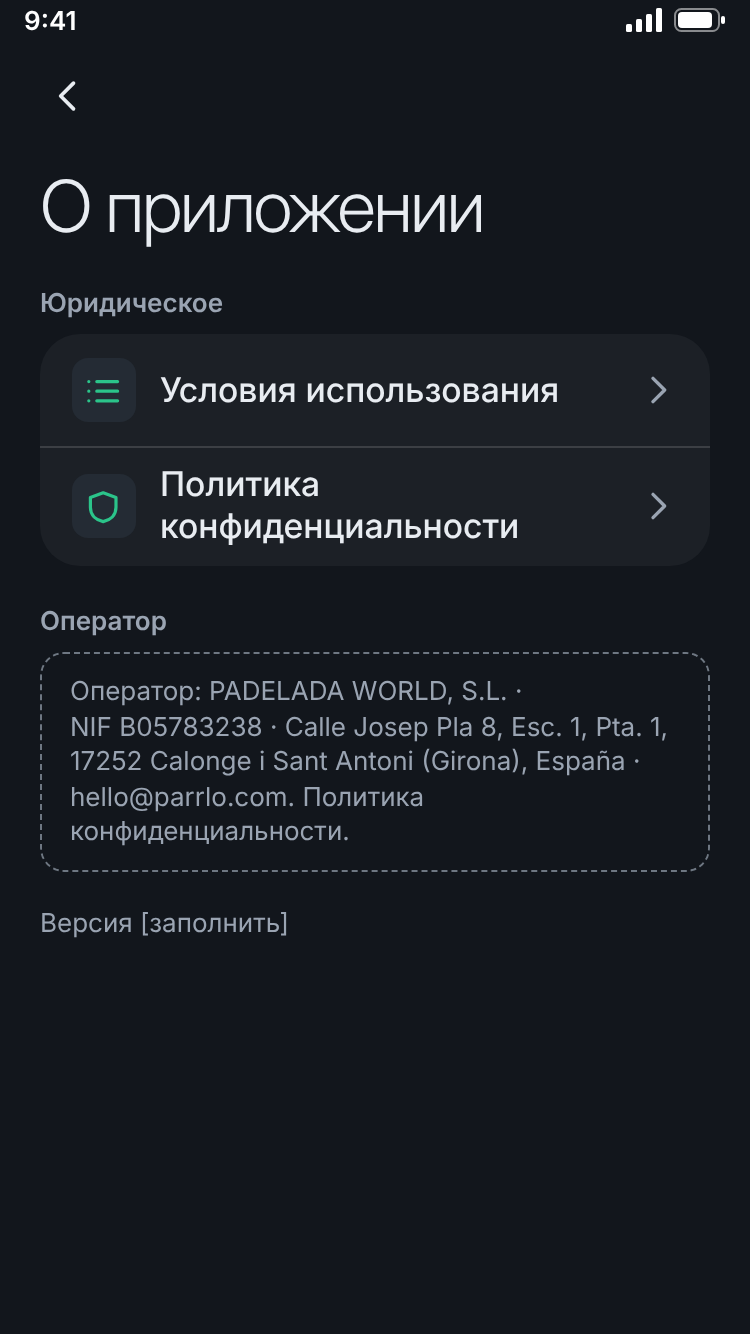 9:41
О приложении
Юридическое
Условия использования
Политика
конфиденциальности
Оператор
Оператор: PADELADA WORLD, S.L. ·
NIF B05783238 · Calle Josep Pla 8, Esc. 1, Pta. 1,
17252 Calonge i Sant Antoni (Girona), España ·
hello@parrlo.com. Политика
конфиденциальности.
Версия [заполнить]